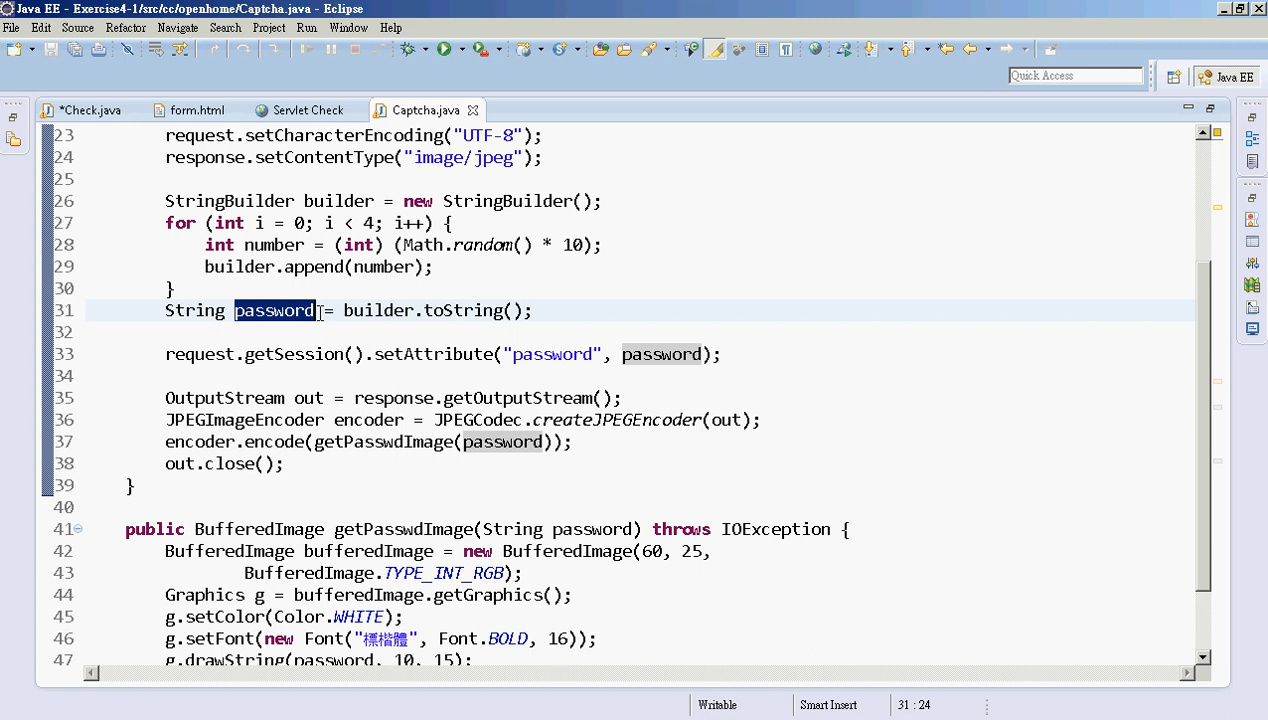 Java EE - Exercise4-1/src/cc/openhome/Captcha.java - Eclipse
File Edit Source Refactor Navigate Search Project Run Window Help
Quick Access
Java EE
*Check.java form.html Servlet Check Captcha.java
23 request.setCharacterEncoding("UTF-8");
24 response.setContentType("image/jpeg");
25
26 StringBuilder builder = new StringBuilder();
27 for (int i = 0; i < 4; i++) {
28 int number = (int) (Math.random() * 10);
29 builder.append(number);
30 }
31 String password = builder.toString();
32
33 request.getSession().setAttribute("password", password);
34
35 OutputStream out = response.getOutputStream();
36 JPEGImageEncoder encoder = JPEGCodec.createJPEGEncoder(out);
37 encoder.encode(getPasswdImage(password));
38 out.close();
39 }
40
41 public BufferedImage getPasswdImage(String password) throws IOException {
42 BufferedImage bufferedImage = new BufferedImage(60, 25,
43 BufferedImage.TYPE_INT_RGB);
44 Graphics g = bufferedImage.getGraphics();
45 g.setColor(Color.WHITE);
46 g.setFont(new Font("標楷體", Font.BOLD, 16));
47 g.drawString(password, 10, 15);
Writable Smart Insert 31 : 24